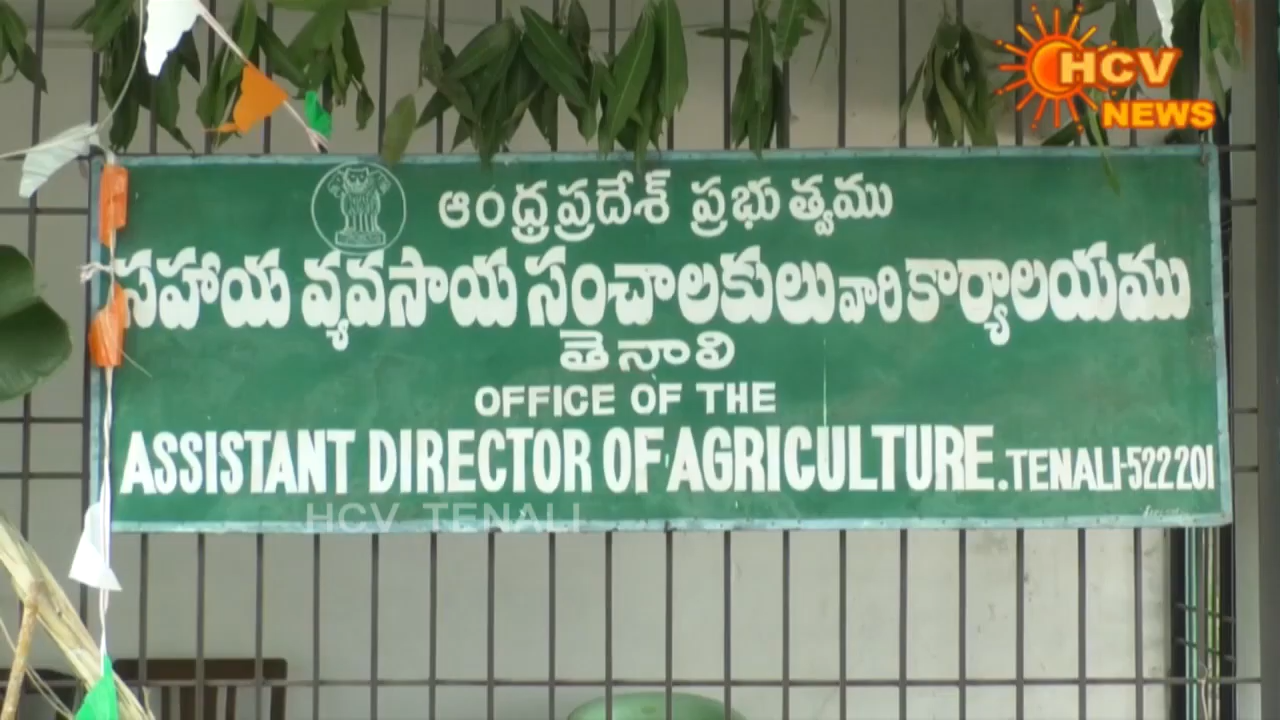 HCV
NEWS
ఆంధ్రప్రదేశ్ ప్రభుత్వము
సహాయ వ్యవసాయ సంచాలకులు వారి కార్యాలయము
తెనాలి
OFFICE OF THE
ASSISTANT DIRECTOR OF AGRICULTURE.TENALI-522201
HCV TENALI